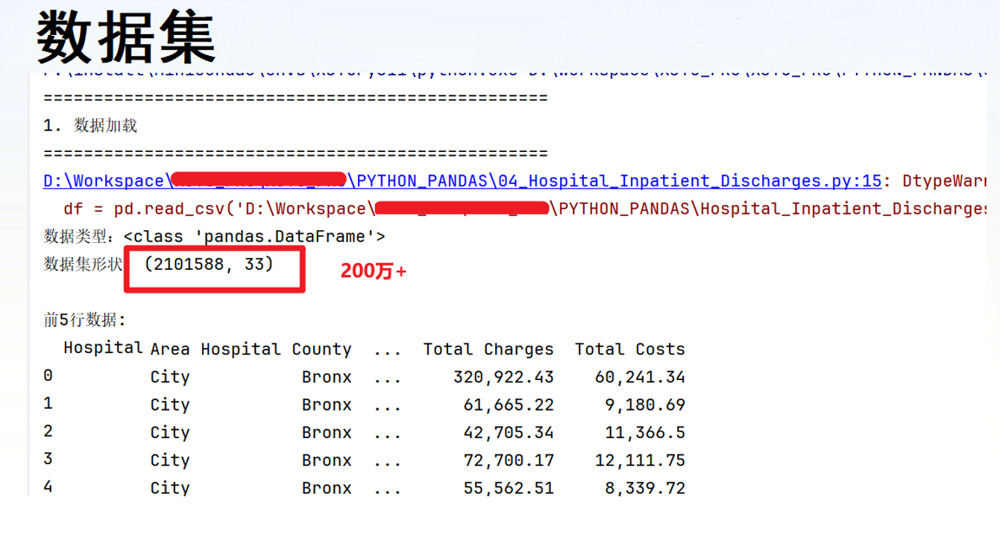 数据集
==================================================
1. 数据加载
==================================================
D:\Workspace\ \PYTHON_PANDAS\04_Hospital_Inpatient_Discharges.py:15: DtypeWarn
df = pd.read_csv('D:\Workspace\ \PYTHON_PANDAS\Hospital_Inpatient_Discharges
数据类型：<class 'pandas.DataFrame'>
数据集形状：(2101588, 33)
200万+
前5行数据:
Hospital Area Hospital County ... Total Charges Total Costs
0 City Bronx ... 320,922.43 60,241.34
1 City Bronx ... 61,665.22 9,180.69
2 City Bronx ... 42,705.34 11,366.5
3 City Bronx ... 72,700.17 12,111.75
4 City Bronx ... 55,562.51 8,339.72